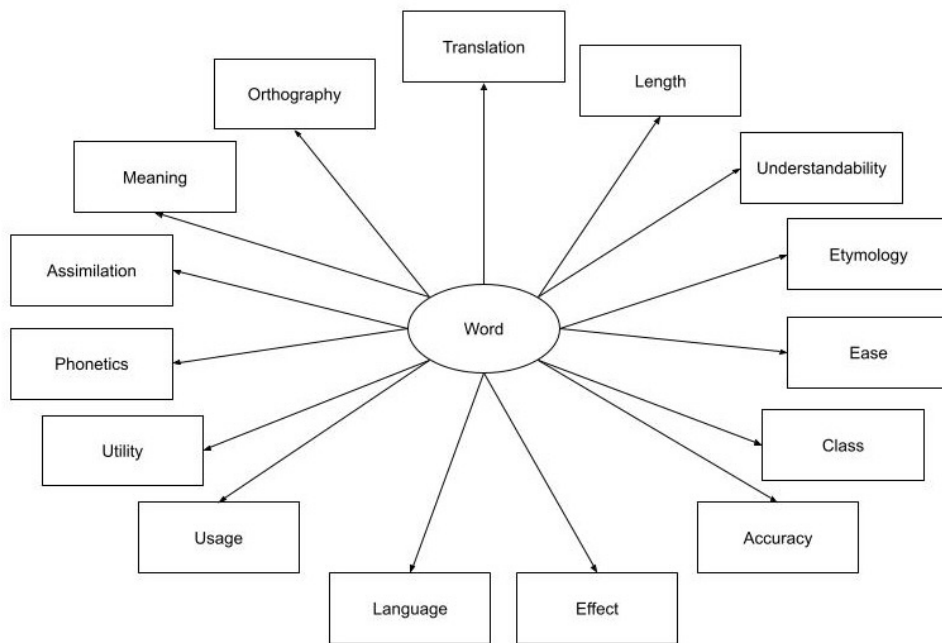 Translation
Length
Orthography
Understandability
Meaning
Etymology
Assimilation
Word
Ease
Phonetics
Class
Utility
Usage
Accuracy
Language
Effect